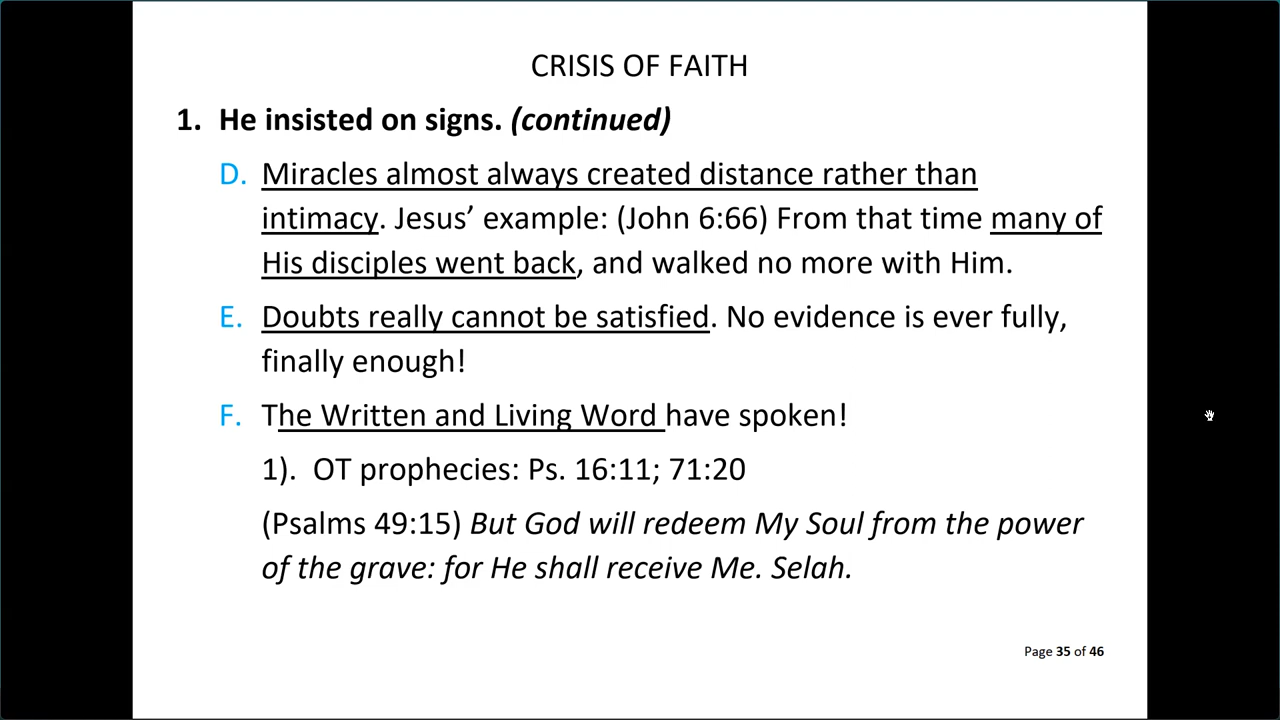 CRISIS OF FAITH
1. He insisted on signs. (continued)
D. Miracles almost always created distance rather than
intimacy. Jesus’ example: (John 6:66) From that time many of
His disciples went back, and walked no more with Him.
E. Doubts really cannot be satisfied. No evidence is ever fully,
finally enough!
F. The Written and Living Word have spoken!
1). OT prophecies: Ps. 16:11; 71:20
(Psalms 49:15) But God will redeem My Soul from the power
of the grave: for He shall receive Me. Selah.
Page 35 of 46